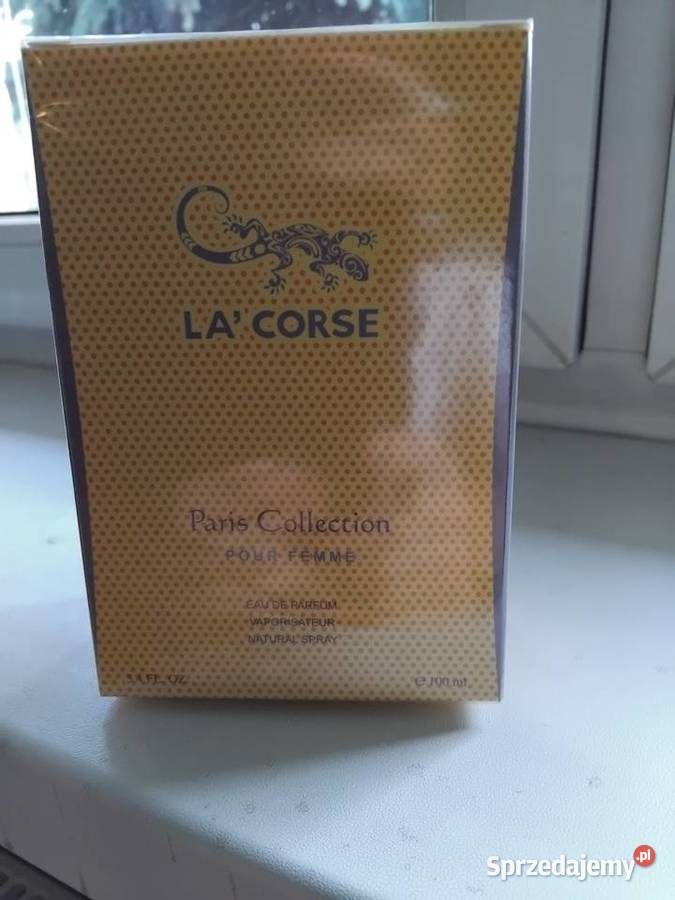 LA' CORSE
Paris Collection
POUR FEMME
EAU DE PARFUM
VAPORISATEUR
NATURAL SPRAY
3.4 FL. OZ. e 100 ml
Sprzedajemy.pl